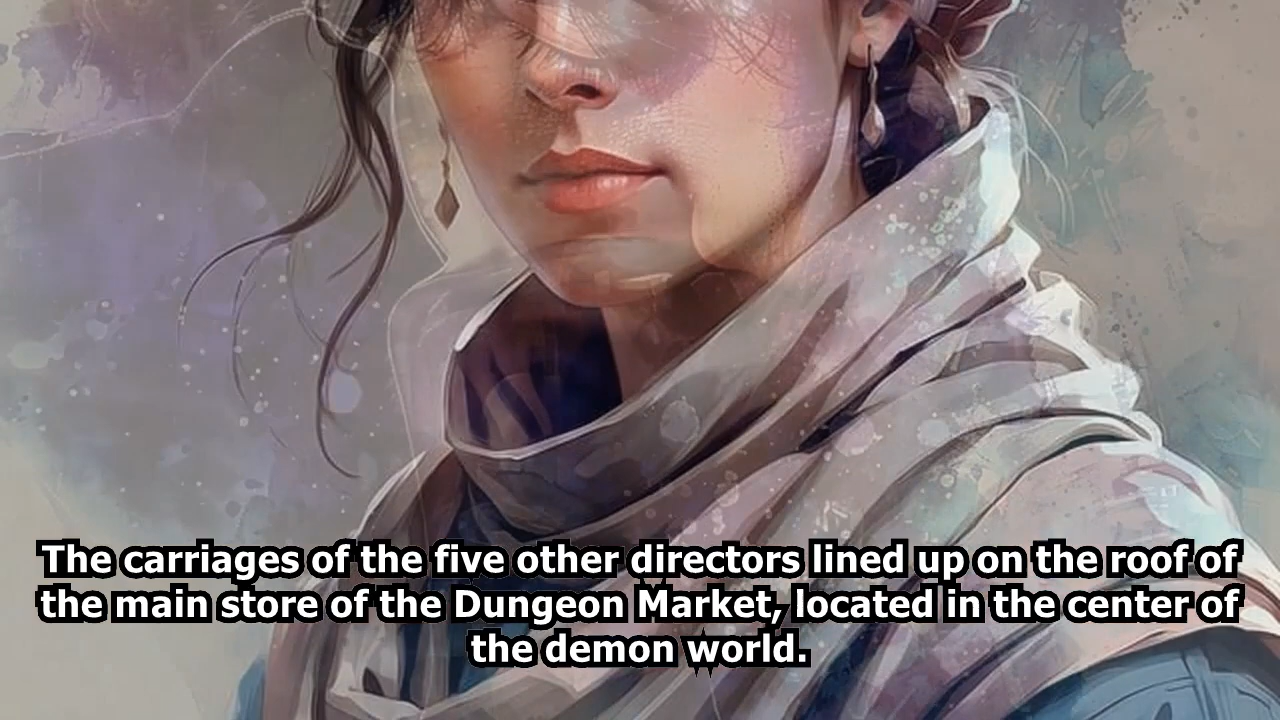 The carriages of the five other directors lined up on the roof of
the main store of the Dungeon Market, located in the center of
the demon world.